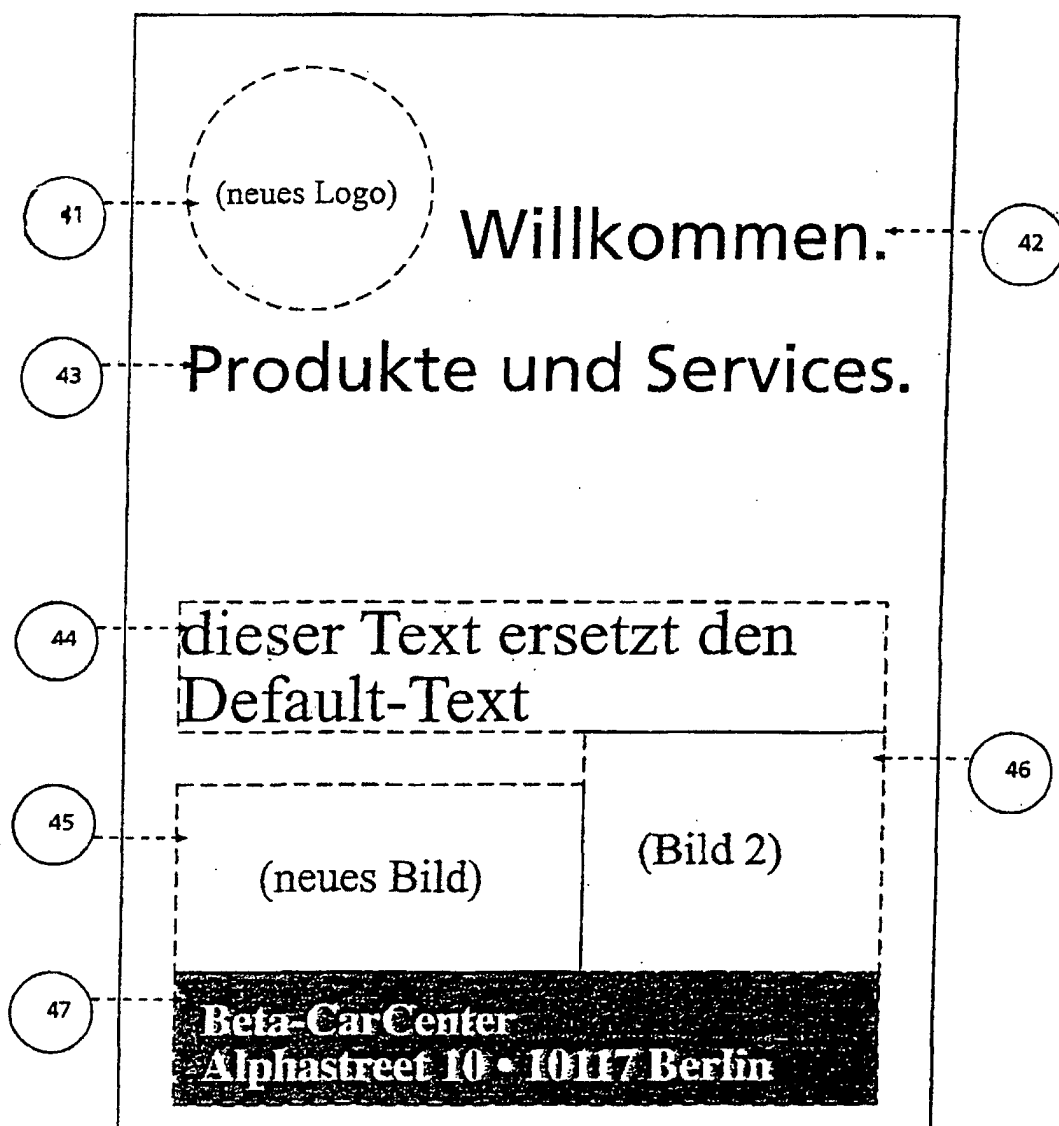 41
(neues Logo)
Willkommen.
42
43
Produkte und Services.
44
dieser Text ersetzt den
Default-Text
46
45
(neues Bild)
(Bild 2)
47
Beta-CarCenter
Alphastreet 10 • 10117 Berlin